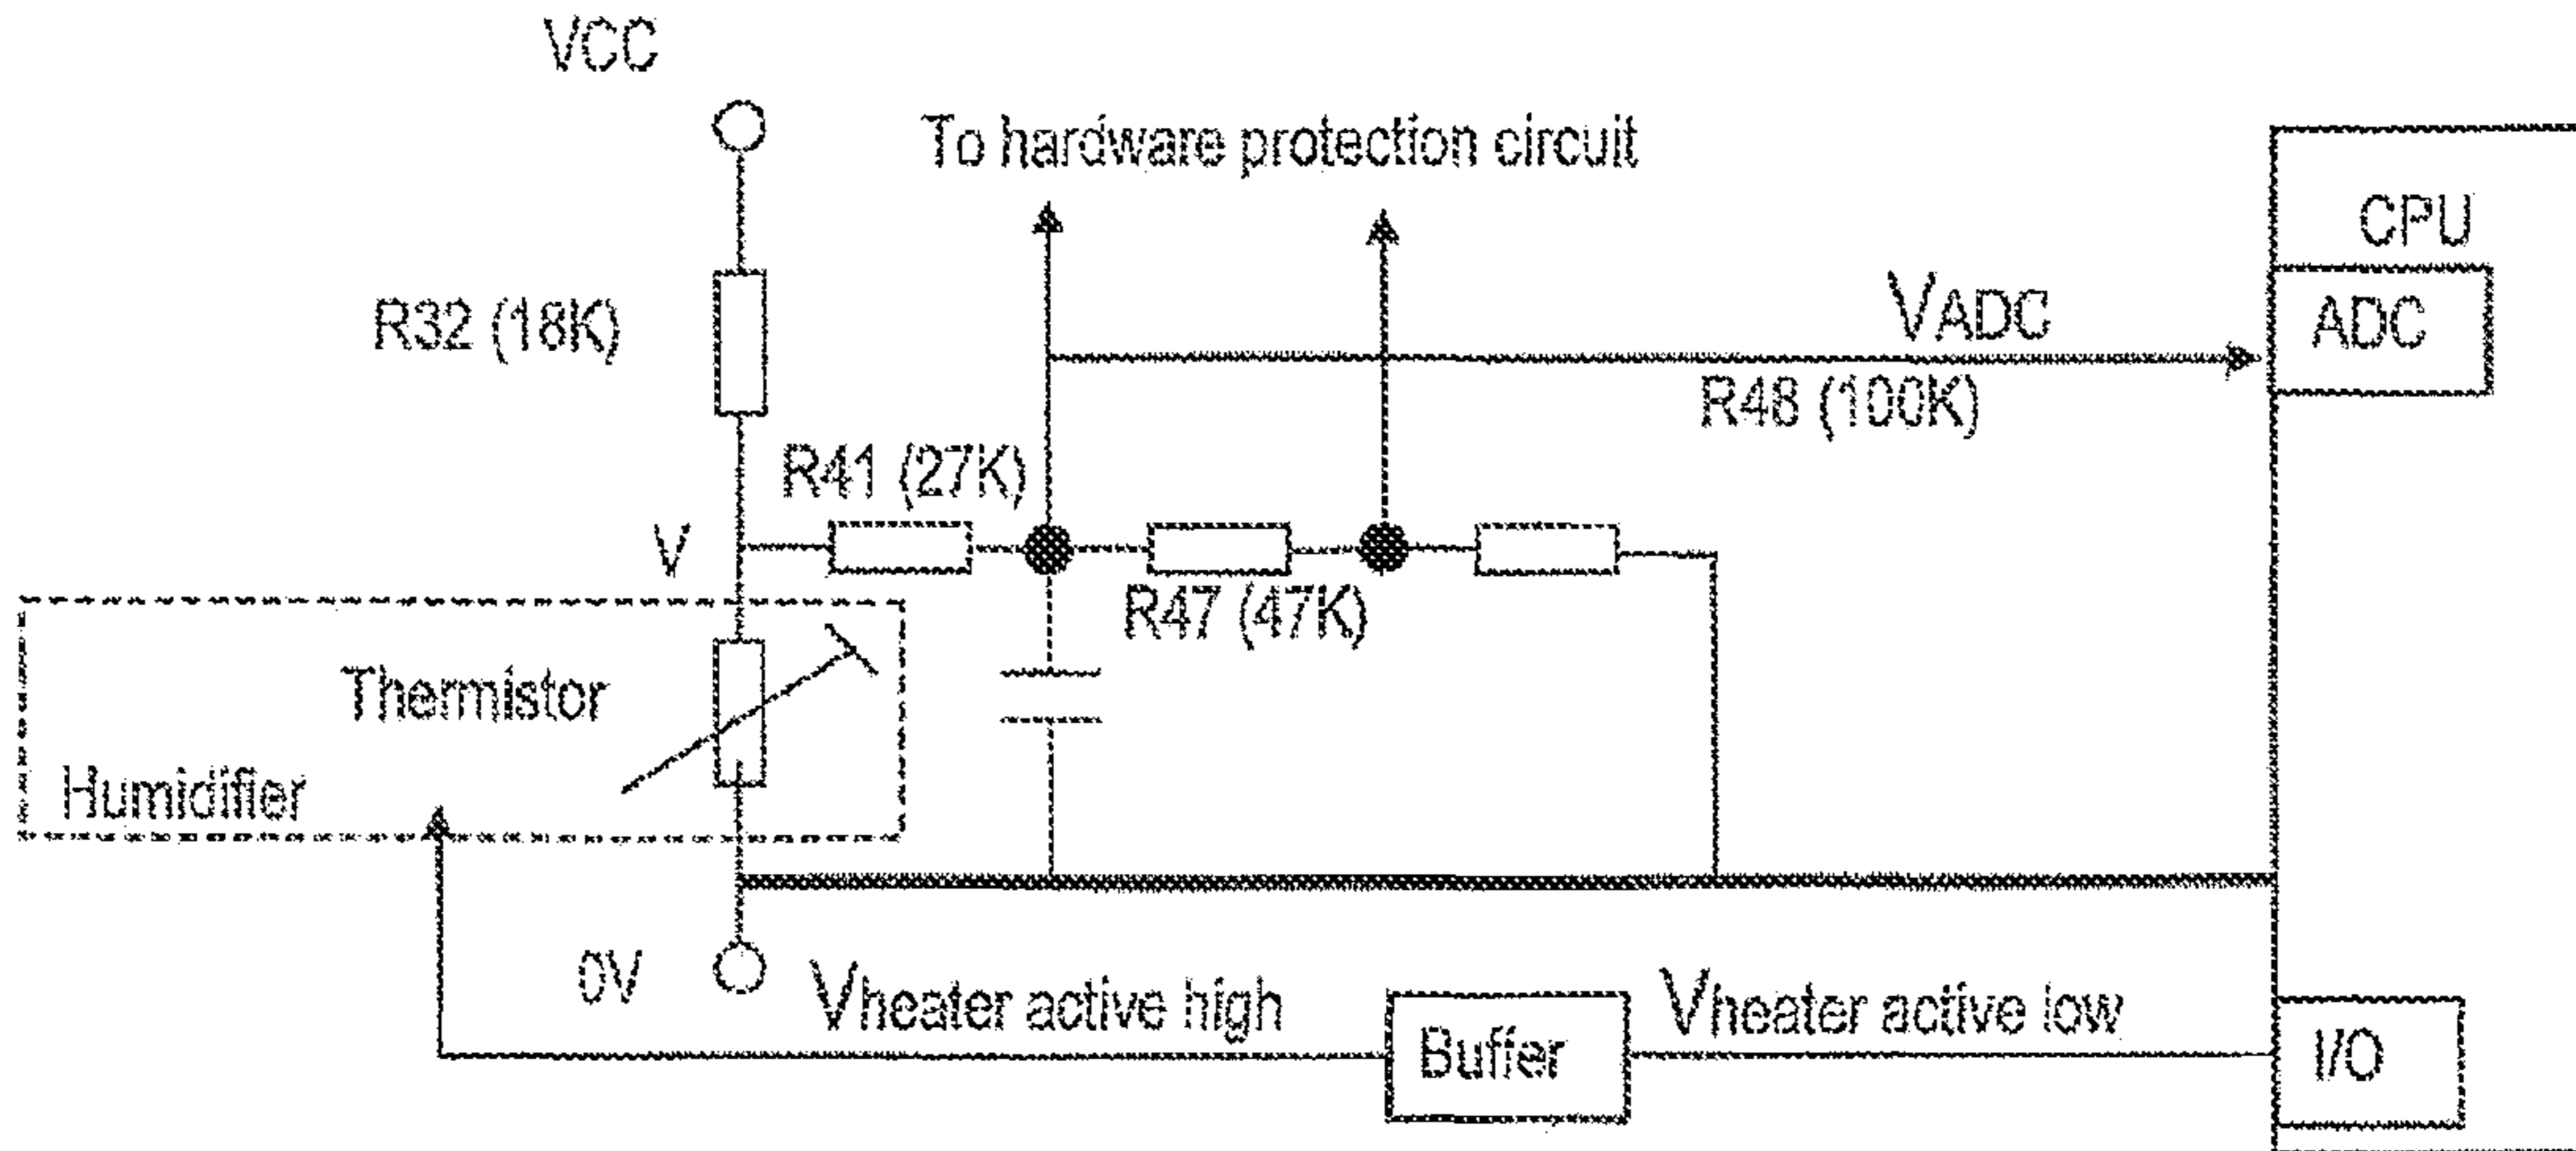 VCC
To hardware protection circuit
CPU
R32 (18K)
VADC
ADC
R48 (100K)
R41 (27K)
V
R47 (47K)
Thermistor
Humidifier
0V
Vheater active high
Vheater active low
Buffer
I/O